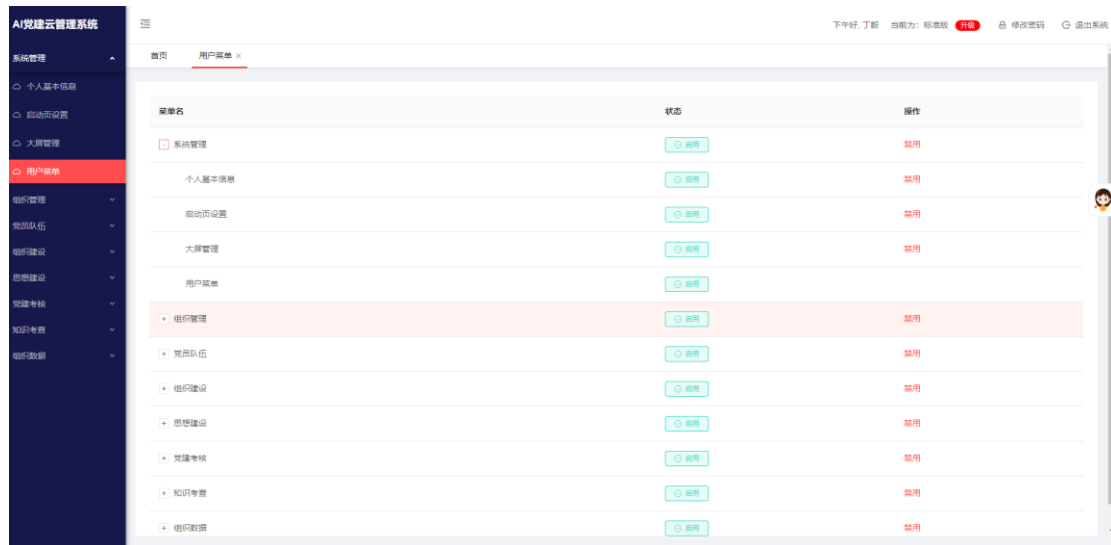 AI党建云管理系统
下午好, 丁毅 当前为：标准版 升级 修改密码 退出系统
系统管理
个人基本信息
启动页设置
大屏管理
用户菜单
组织管理
党员队伍
组织建设
思想建设
党建考核
知识考查
组织数据
首页 用户菜单 ×
菜单名 状态 操作
- 系统管理 启用 禁用
个人基本信息 启用 禁用
启动页设置 启用 禁用
大屏管理 启用 禁用
用户菜单 启用
+ 组织管理 启用 禁用
+ 党员队伍 启用 禁用
+ 组织建设 启用 禁用
+ 思想建设 启用 禁用
+ 党建考核 启用 禁用
+ 知识考查 启用 禁用
+ 组织数据 启用 禁用